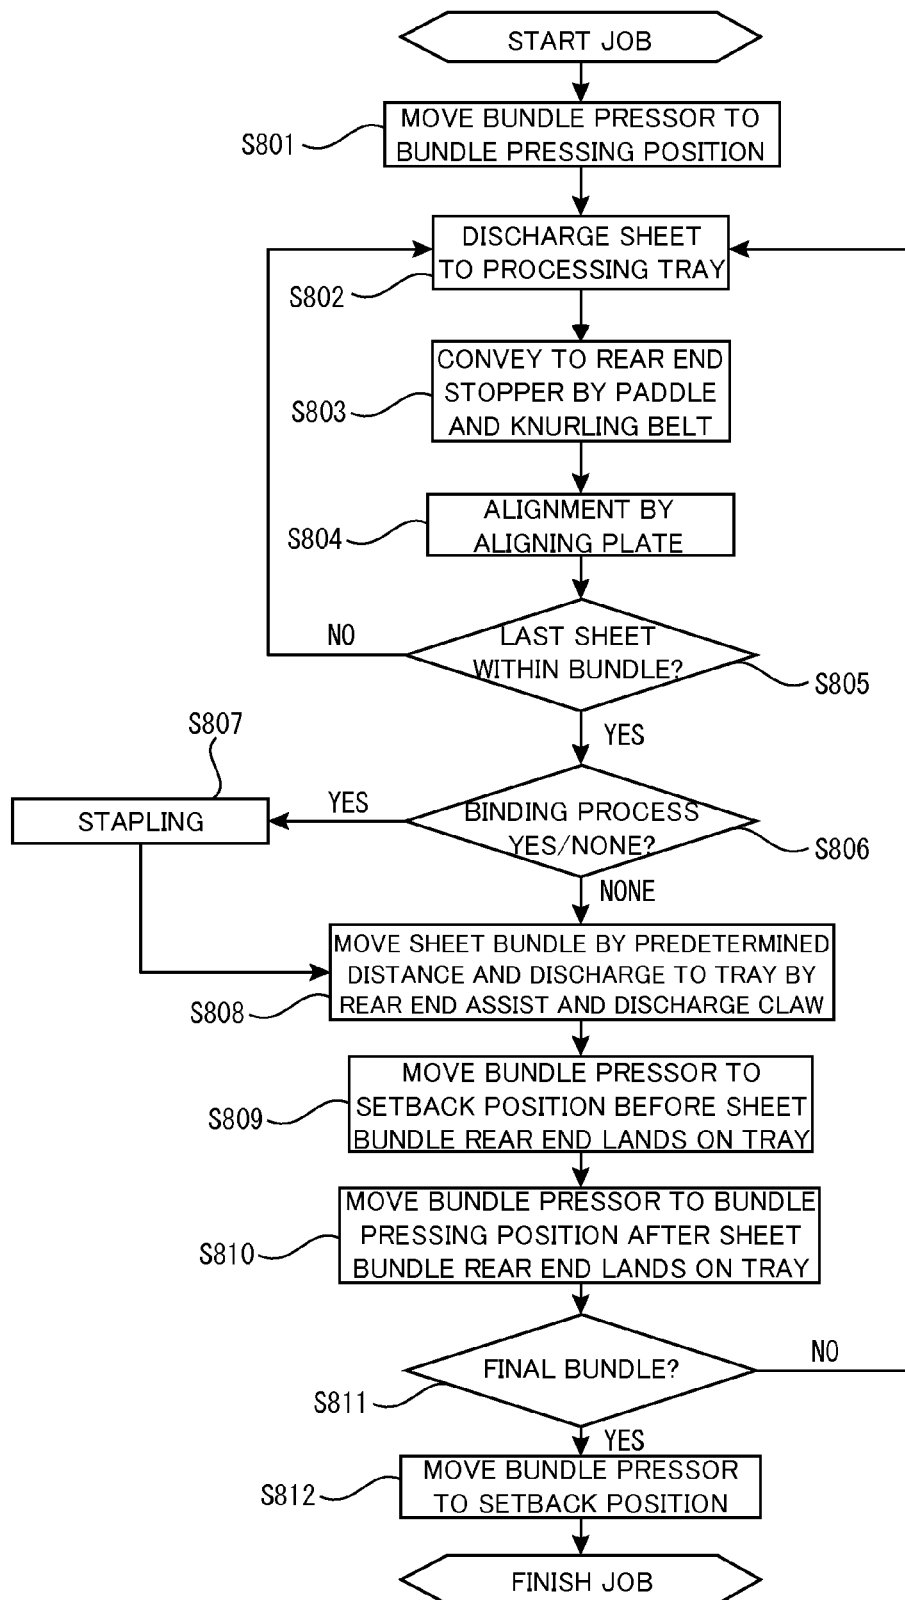 START JOB
MOVE BUNDLE PRESSOR TO
BUNDLE PRESSING POSITION
S801
DISCHARGE SHEET
TO PROCESSING TRAY
S802
CONVEY TO REAR END
STOPPER BY PADDLE
AND KNURLING BELT
S803
ALIGNMENT BY
ALIGNING PLATE
S804
LAST SHEET
WITHIN BUNDLE?
NO
S805
YES
S807
STAPLING
YES
BINDING PROCESS
YES/NONE?
S806
NONE
MOVE SHEET BUNDLE BY PREDETERMINED
DISTANCE AND DISCHARGE TO TRAY BY
REAR END ASSIST AND DISCHARGE CLAW
S808
MOVE BUNDLE PRESSOR TO
SETBACK POSITION BEFORE SHEET
BUNDLE REAR END LANDS ON TRAY
S809
MOVE BUNDLE PRESSOR TO BUNDLE
PRESSING POSITION AFTER SHEET
BUNDLE REAR END LANDS ON TRAY
S810
FINAL BUNDLE?
NO
S811
YES
MOVE BUNDLE PRESSOR
TO SETBACK POSITION
S812
FINISH JOB